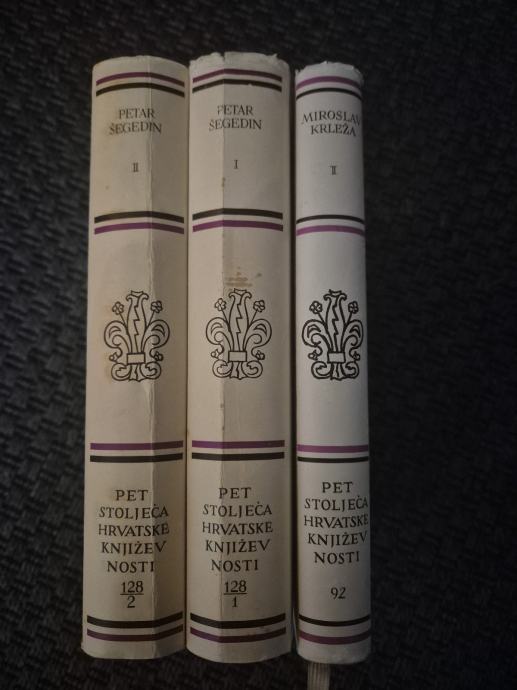 PETAR
ŠEGEDIN
II
PET
STOLJEĆA
HRVATSKE
KNJIŽEV
NOSTI
128
2
PETAR
ŠEGEDIN
I
PET
STOLJEĆA
HRVATSKE
KNJIŽEV
NOSTI
128
1
MIROSLAV
KRLEŽA
II
PET
STOLJEĆA
HRVATSKE
KNJIŽEV
NOSTI
92